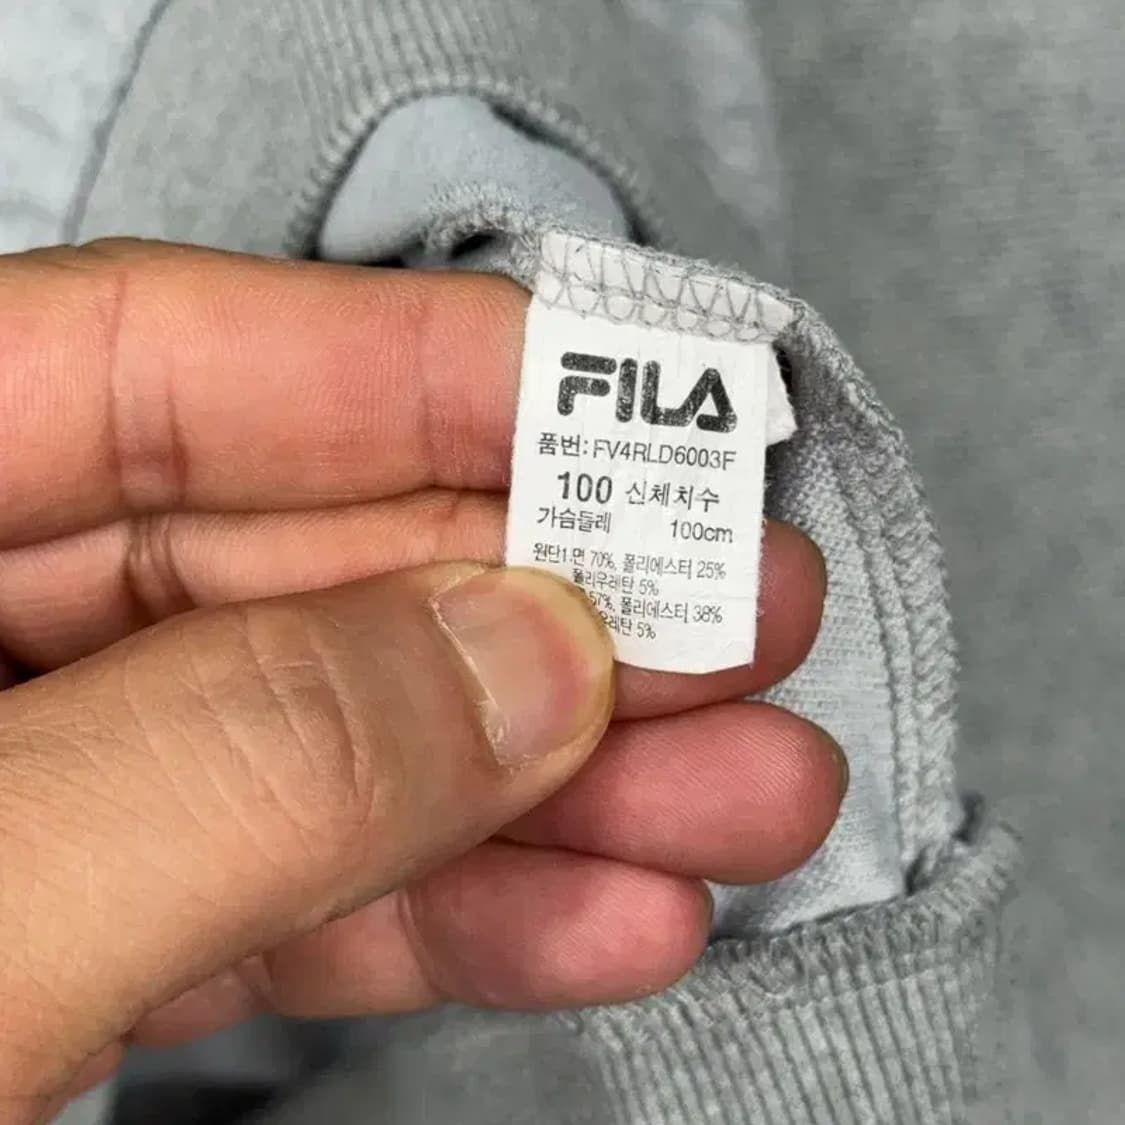 FILA
품번: FV4RLD6003F
100 신체치수
가슴둘레 100cm
원단1:면 70%, 폴리에스터 25%
폴리우레탄 5%
57%, 폴리에스터 38%
우레탄 5%